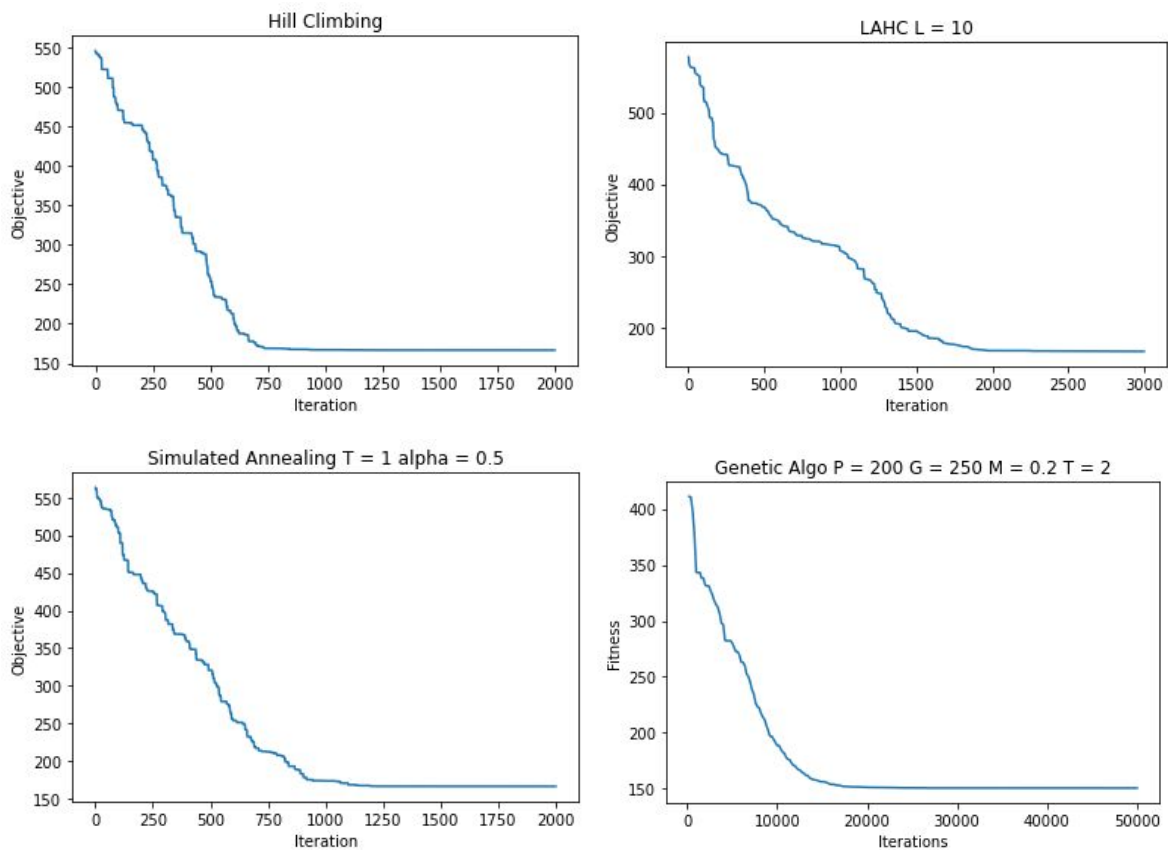 Hill Climbing
550
500
450
400
350
300
250
200
150
Objective
0 250 500 750 1000 1250 1500 1750 2000
Iteration
LAHC L = 10
500
400
300
200
Objective
0 500 1000 1500 2000 2500 3000
Iteration
Simulated Annealing T = 1 alpha = 0.5
550
500
450
400
350
300
250
200
150
Objective
0 250 500 750 1000 1250 1500 1750 2000
Iteration
Genetic Algo P = 200 G = 250 M = 0.2 T = 2
400
350
300
250
200
150
Fitness
0 10000 20000 30000 40000 50000
Iterations